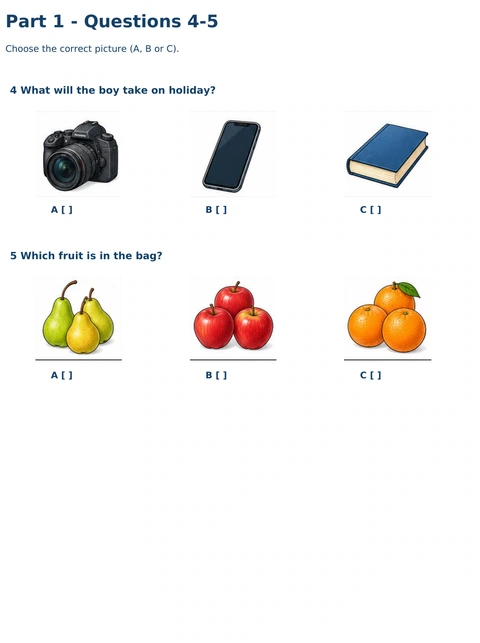 Part 1 - Questions 4-5
Choose the correct picture (A, B or C).
4 What will the boy take on holiday?
A [ ] B [ ] C [ ]
5 Which fruit is in the bag?
A [ ] B [ ] C [ ]